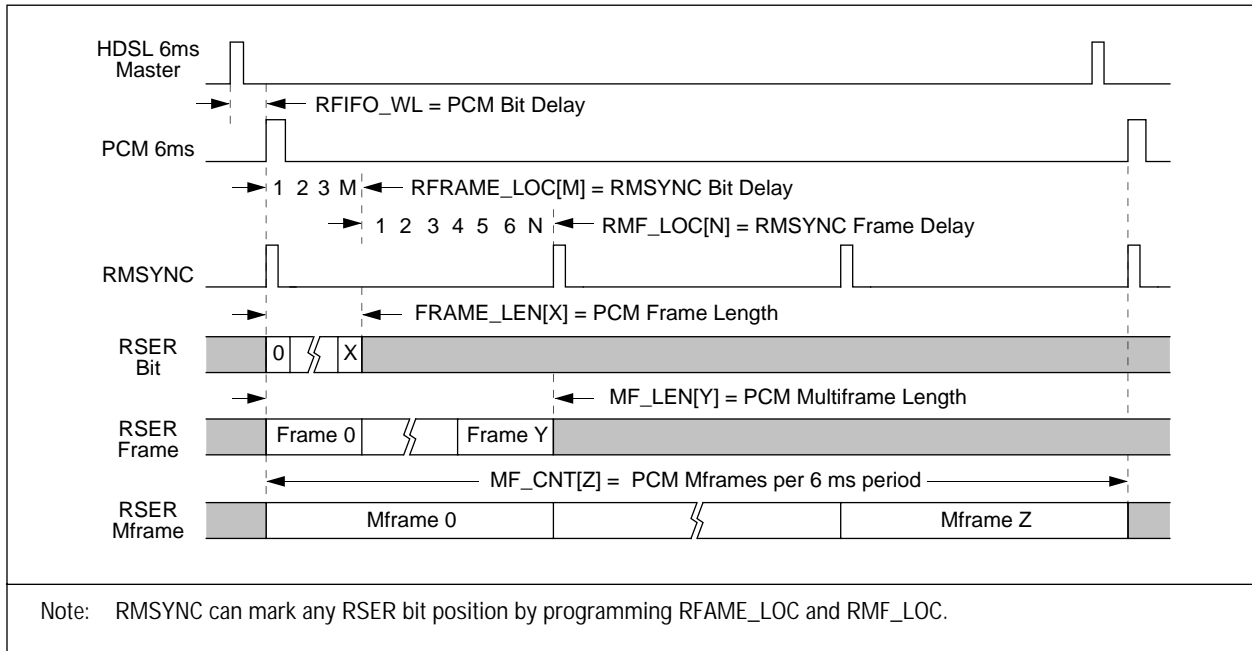 HDSL 6ms
Master
RFIFO_WL = PCM Bit Delay
PCM 6ms
1 2 3 M
RFRAME_LOC[M] = RMSYNC Bit Delay
1 2 3 4 5 6 N
RMF_LOC[N] = RMSYNC Frame Delay
RMSYNC
FRAME_LEN[X] = PCM Frame Length
RSER
Bit
0
X
MF_LEN[Y] = PCM Multiframe Length
RSER
Frame
Frame 0
Frame Y
MF_CNT[Z] = PCM Mframes per 6 ms period
RSER
Mframe
Mframe 0
Mframe Z
Note: RMSYNC can mark any RSER bit position by programming RFAME_LOC and RMF_LOC.